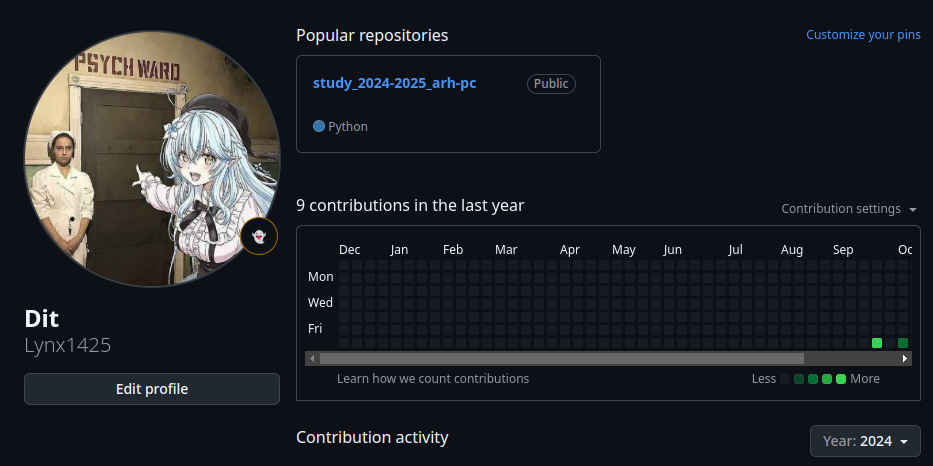 PSYCH WARD
Dit
Lynx1425
Edit profile
Popular repositories
Customize your pins
study_2024-2025_arh-pc
Public
Python
9 contributions in the last year
Contribution settings
Dec Jan Feb Mar Apr May Jun Jul Aug Sep Oc
Mon
Wed
Fri
Learn how we count contributions
Less More
Contribution activity
Year: 2024